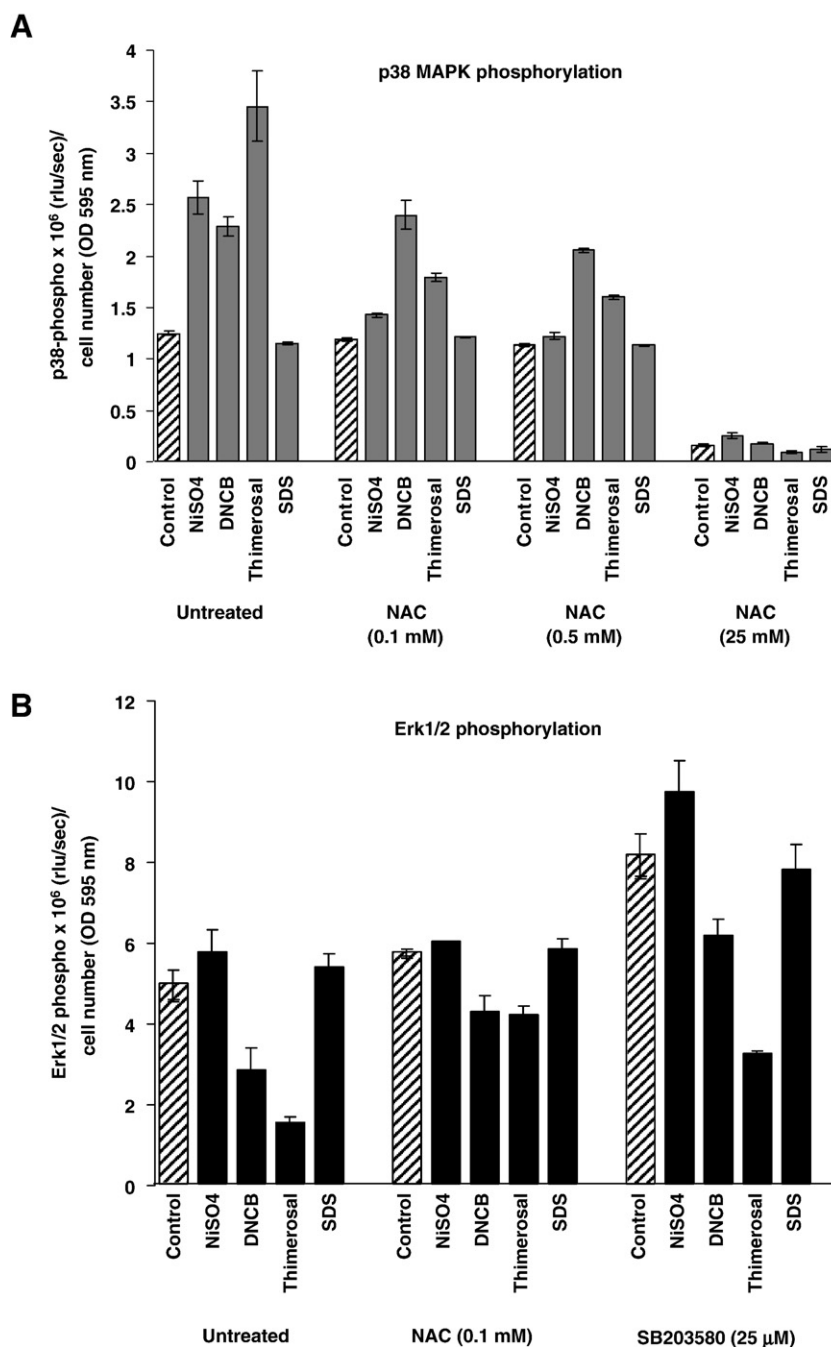 A
p38 MAPK phosphorylation
p38-phospho x 10⁶ (rlu/sec)/
cell number (OD 595 nm)
4
3.5
3
2.5
2
1.5
1
0.5
0
Control
NiSO4
DNCB
Thimerosal
SDS
Control
NiSO4
DNCB
Thimerosal
SDS
Control
NiSO4
DNCB
Thimerosal
SDS
Control
NiSO4
DNCB
Thimerosal
SDS
Untreated
NAC
(0.1 mM)
NAC
(0.5 mM)
NAC
(25 mM)
B
Erk1/2 phosphorylation
Erk1/2 phospho x 10⁶ (rlu/sec)/
cell number (OD 595 nm)
12
10
8
6
4
2
0
Control
NiSO4
DNCB
Thimerosal
SDS
Control
NiSO4
DNCB
Thimerosal
SDS
Control
NiSO4
DNCB
Thimerosal
SDS
Untreated
NAC (0.1 mM)
SB203580 (25 μM)